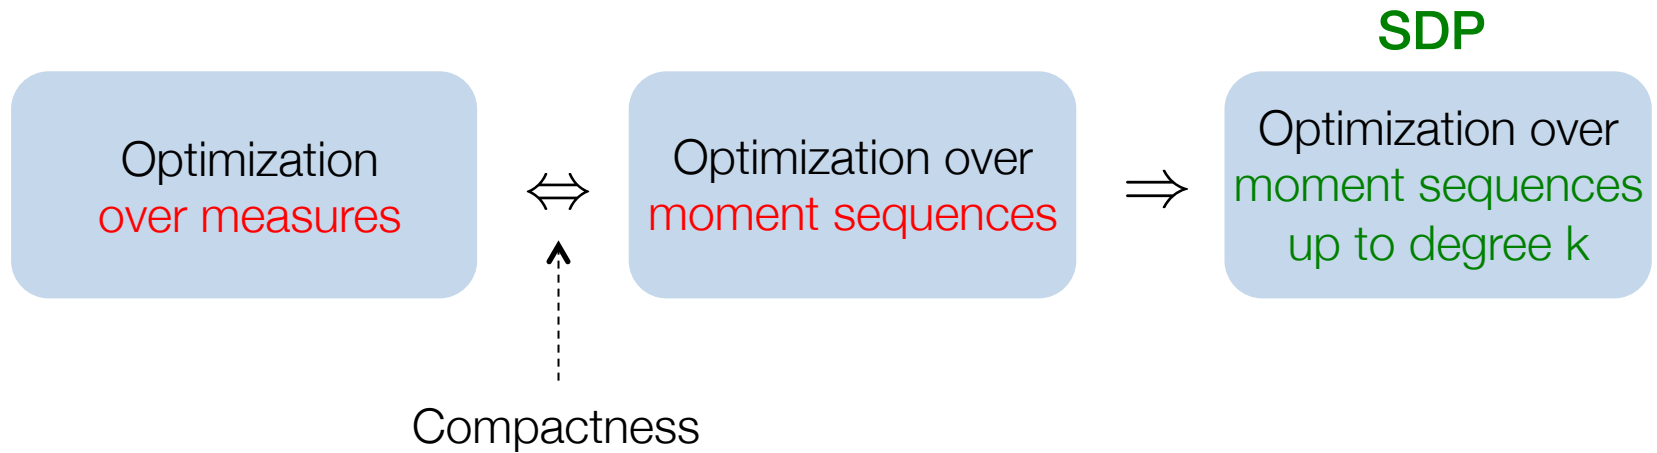 SDP
Optimization
over measures
⇔
Optimization over
moment sequences
⇒
Optimization over
moment sequences
up to degree k
Compactness